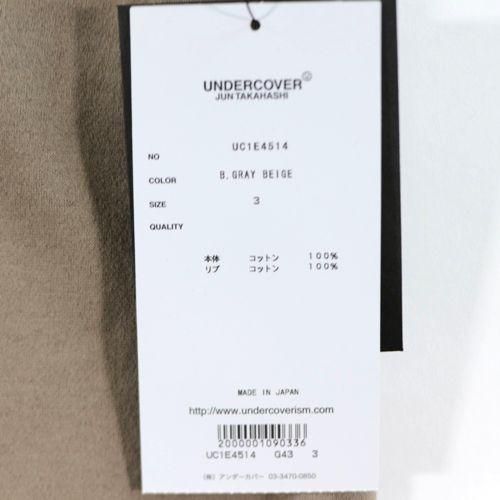 UNDERCOVER
JUN TAKAHASHI
NO UC1E4514
COLOR B.GRAY BEIGE
SIZE 3
QUALITY
本体 コットン 100%
リブ コットン 100%
MADE IN JAPAN
http://www.undercoverism.com
2000001090336
UC1E4514 G43 3
(株) アンダーカバー 03-3470-0850